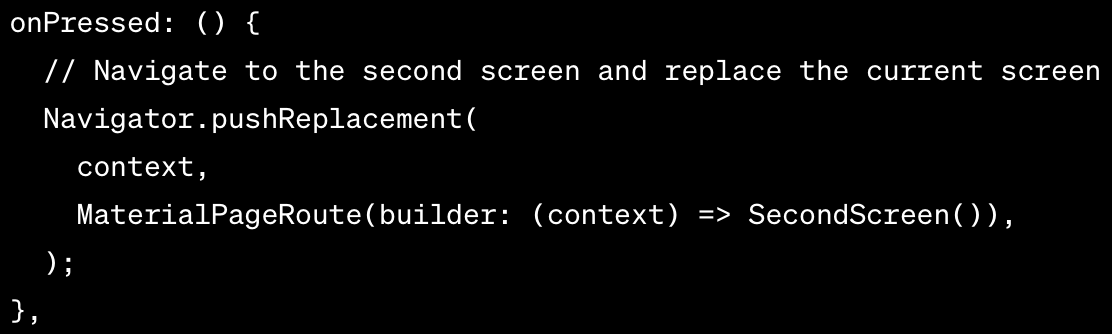 onPressed: () {
  // Navigate to the second screen and replace the current screen
  Navigator.pushReplacement(
    context,
    MaterialPageRoute(builder: (context) => SecondScreen()),
  );
},